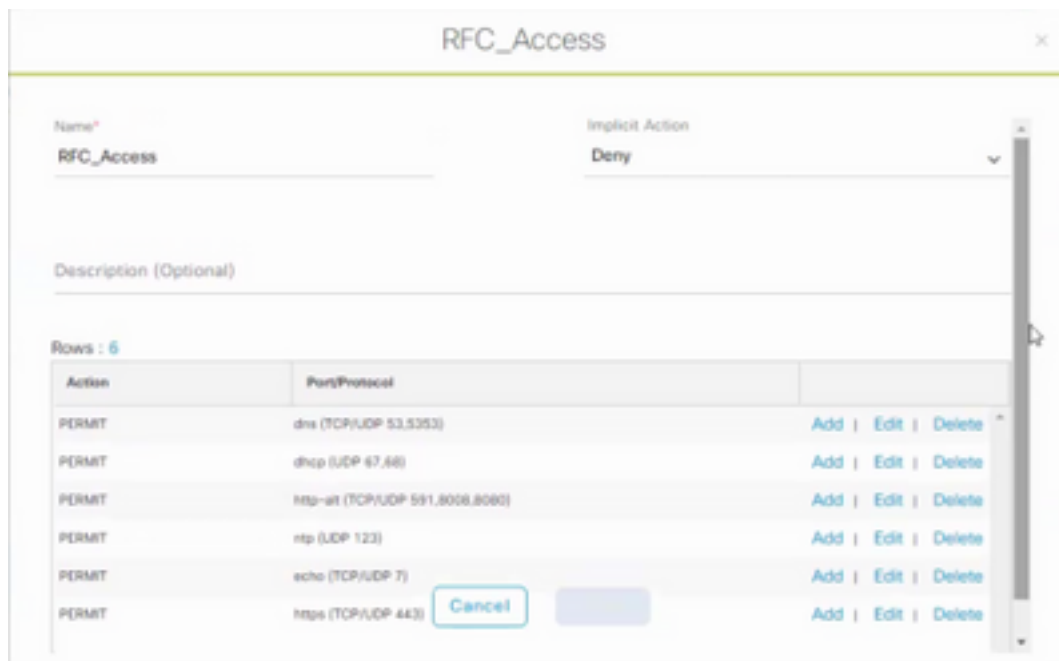 RFC_Access ×
Name* Implicit Action
RFC_Access Deny
Description (Optional)
Rows : 6
Action Port/Protocol
PERMIT dns (TCP/UDP 53,5353) Add | Edit | Delete
PERMIT dhcp (UDP 67,68) Add | Edit | Delete
PERMIT http-alt (TCP/UDP 591,8008,8080) Add | Edit | Delete
PERMIT ntp (UDP 123) Add | Edit | Delete
PERMIT echo (TCP/UDP 7) Add | Edit | Delete
PERMIT https (TCP/UDP 443) Add | Edit | Delete
Cancel